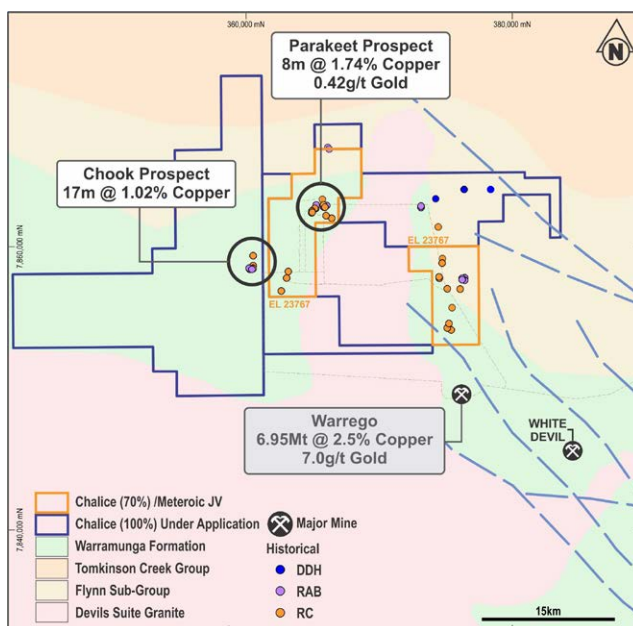 360,000 mN
380,000 mN
Parakeet Prospect
8m @ 1.74% Copper
0.42g/t Gold
N
Chook Prospect
17m @ 1.02% Copper
7,860,000 mN
EL 23767
EL 23767
Warrego
6.95Mt @ 2.5% Copper
7.0g/t Gold
WHITE
DEVIL
7,840,000 mN
Chalice (70%) /Meteroic JV
Chalice (100%) Under Application
Warramunga Formation
Tomkinson Creek Group
Flynn Sub-Group
Devils Suite Granite
Major Mine
Historical
DDH
RAB
RC
15km